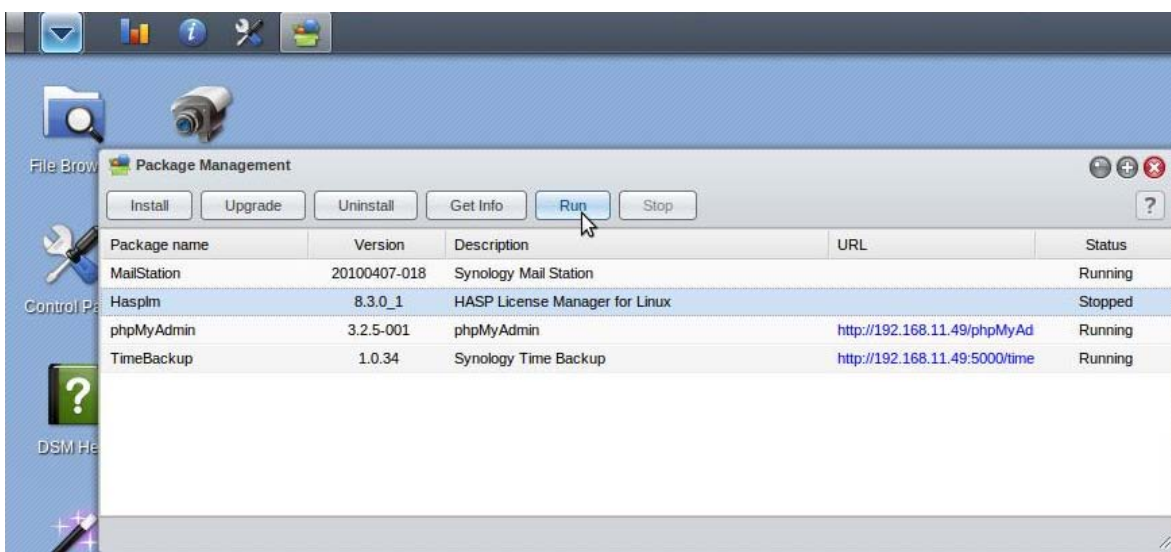 File Brow
Package Management
Install Upgrade Uninstall Get Info Run Stop ?
Package name Version Description URL Status
MailStation 20100407-018 Synology Mail Station Running
Control Pa
Hasplm 8.3.0_1 HASP License Manager for Linux Stopped
phpMyAdmin 3.2.5-001 phpMyAdmin http://192.168.11.49/phpMyAd Running
TimeBackup 1.0.34 Synology Time Backup http://192.168.11.49:5000/time Running
?
DSM He